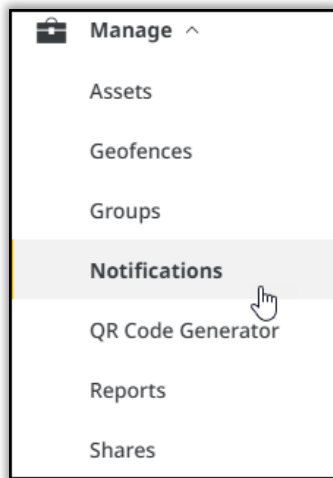 Manage
Assets
Geofences
Groups
Notifications
QR Code Generator
Reports
Shares